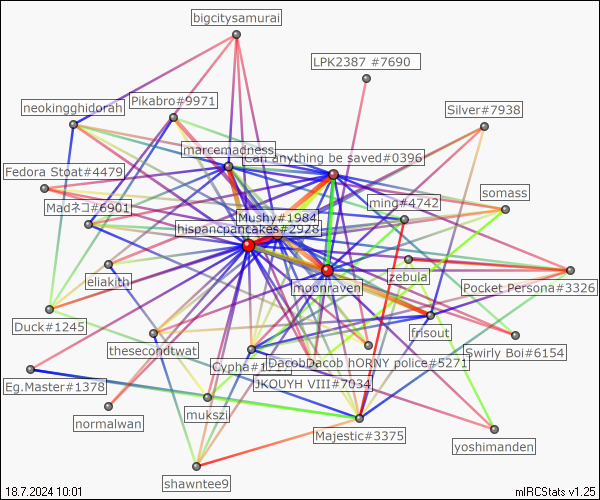 bigcitysamurai
LPK2387 #7690
neokingghidorah
Pikabro#9971
Silver#7938
marcemadness
Can anything be saved#0396
Fedora Stoat#4479
somass
ming#4742
Madネコ#6901
Mushy#1984
hispancpancakes#2928
zebula
eliakith
moonraven
Pocket Persona#3326
Duck#1245
frisout
thesecondtwat
Swirly Boi#6154
DacobDacob hORNY police#5271
JKOUYH VIII#7034
Eg.Master#1378
mukszi
normalwan
Majestic#3375
yoshimanden
shawntee9
18.7.2024 10:01
mIRCStats v1.25